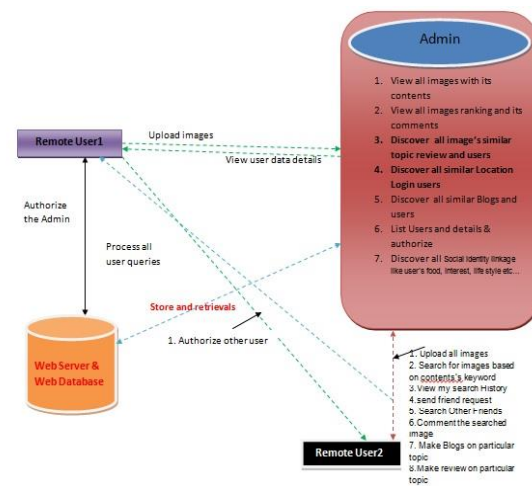 Admin
1. View all images with its
contents
2. View all images ranking and its
comments
3. Discover all image's similar
topic review and users
4. Discover all similar Location
Login users
5. Discover all similar Blogs and
users
6. List Users and details &
authorize
7. Discover all Social Identity linkage
like user's food, Interest, life style etc...
Remote User1
Upload images
View user data details
Authorize
the Admin
Process all
user queries
Store and retrievals
1. Authorize other user
Web Server &
Web Database
1. Upload all images
2. Search for images based
on contents's keyword
3.View my search History
4.send friend request
5. Search Other Friends
6.Comment the searched
image
7. Make Blogs on particular
topic
8.Make review on particular
topic
Remote User2